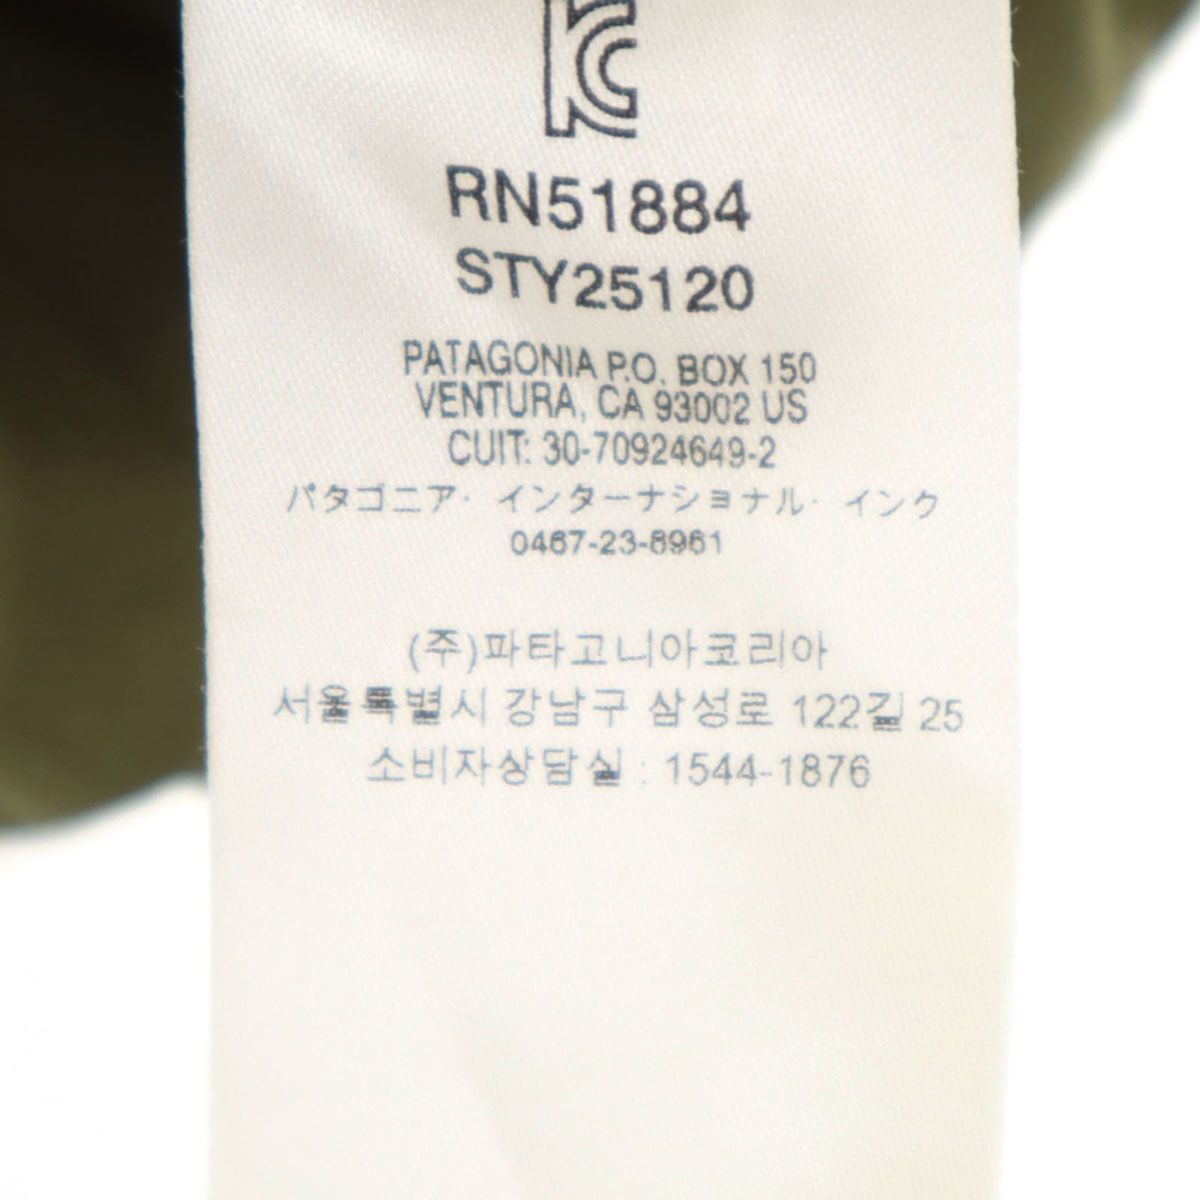 KC
RN51884
STY25120
PATAGONIA P.O. BOX 150
VENTURA, CA 93002 US
CUIT: 30-70924649-2
パタゴニア・インターナショナル・インク
0467-23-8961
(주)파타고니아코리아
서울특별시 강남구 삼성로 122길 25
소비자상담실 : 1544-1876